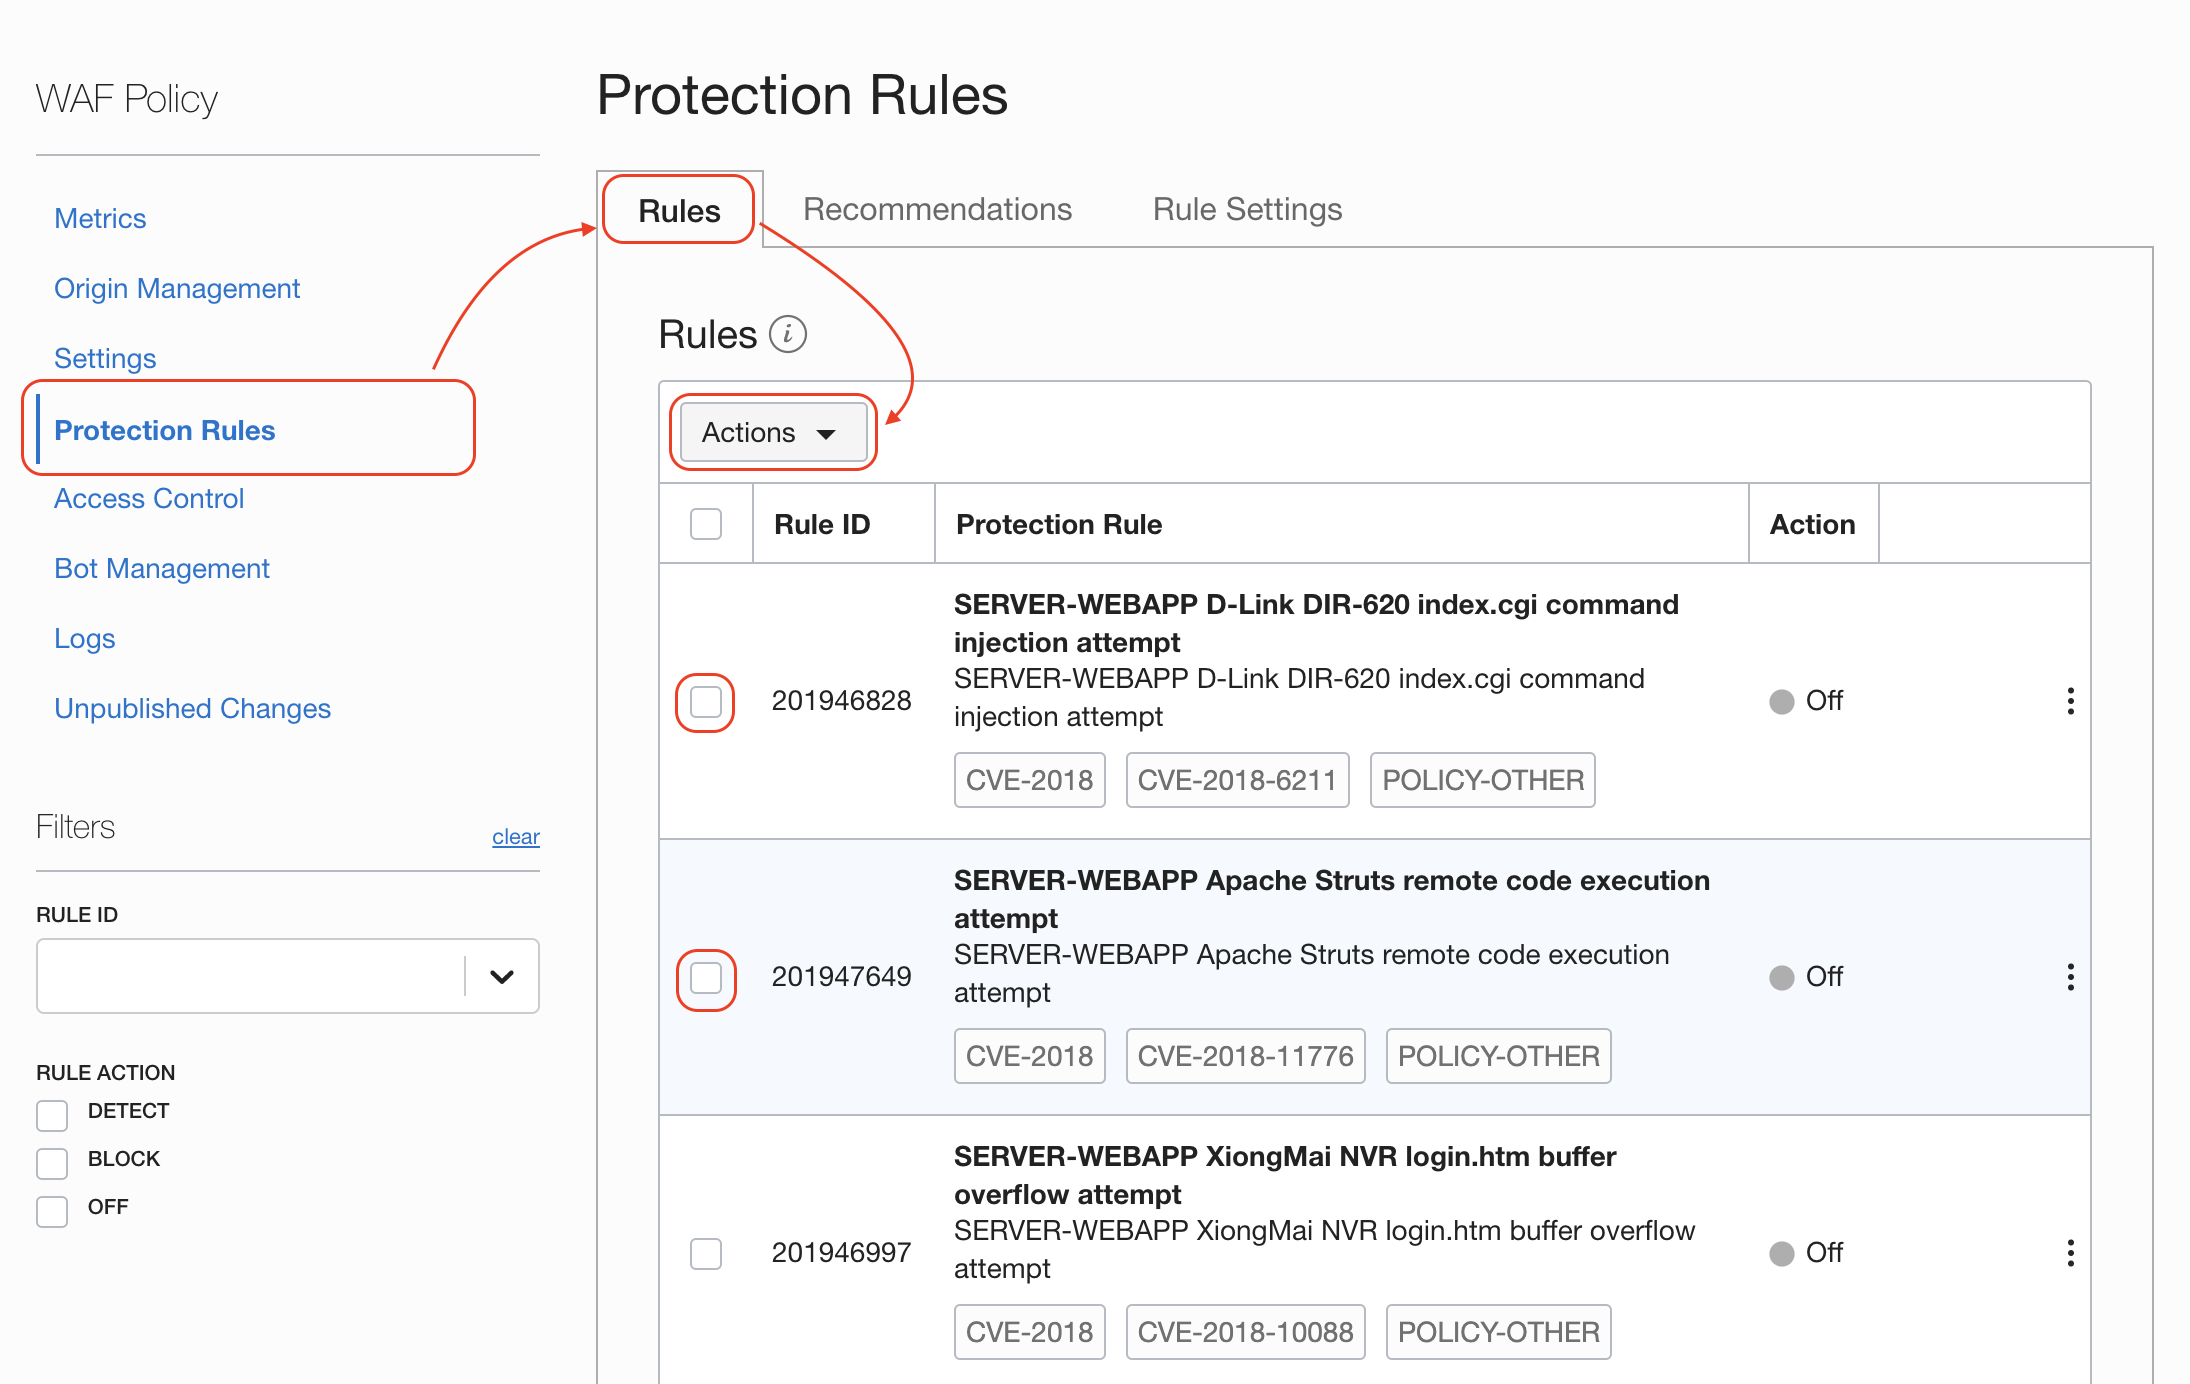 WAF Policy
Metrics
Origin Management
Settings
Protection Rules
Access Control
Bot Management
Logs
Unpublished Changes
Filters
clear
RULE ID
RULE ACTION
DETECT
BLOCK
OFF
Protection Rules
Rules
Recommendations
Rule Settings
Rules i
Actions
Rule ID Protection Rule Action
SERVER-WEBAPP D-Link DIR-620 index.cgi command
injection attempt
SERVER-WEBAPP D-Link DIR-620 index.cgi command
injection attempt
201946828
Off
CVE-2018 CVE-2018-6211 POLICY-OTHER
SERVER-WEBAPP Apache Struts remote code execution
attempt
SERVER-WEBAPP Apache Struts remote code execution
attempt
201947649
Off
CVE-2018 CVE-2018-11776 POLICY-OTHER
SERVER-WEBAPP XiongMai NVR login.htm buffer
overflow attempt
SERVER-WEBAPP XiongMai NVR login.htm buffer overflow
attempt
201946997
Off
CVE-2018 CVE-2018-10088 POLICY-OTHER